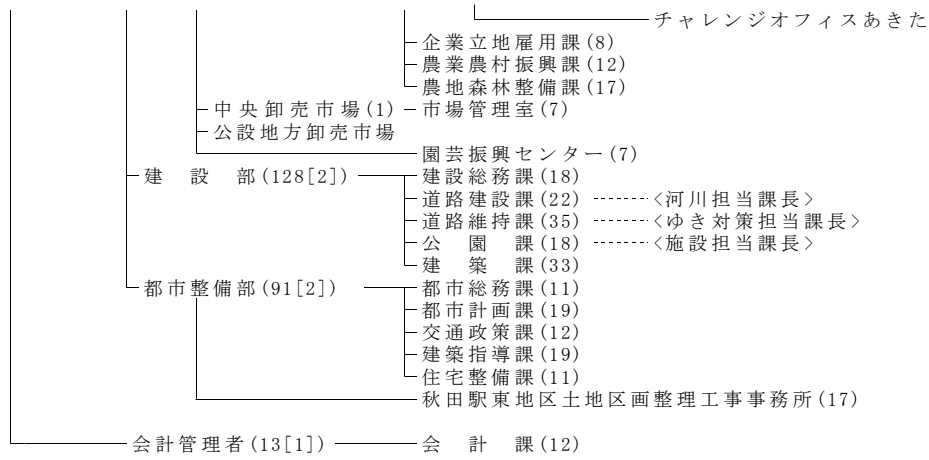 チャレンジオフィスあきた
企業立地雇用課(8)
農業農村振興課(12)
農地森林整備課(17)
中央卸売市場(1) 市場管理室(7)
公設地方卸売市場
園芸振興センター(7)
建設部(128[2]) 建設総務課(18)
道路建設課(22) <河川担当課長>
道路維持課(35) <ゆき対策担当課長>
公園課(18) <施設担当課長>
建築課(33)
都市整備部(91[2]) 都市総務課(11)
都市計画課(19)
交通政策課(12)
建築指導課(19)
住宅整備課(11)
秋田駅東地区土地区画整理工事事務所(17)
会計管理者(13[1]) 会計課(12)